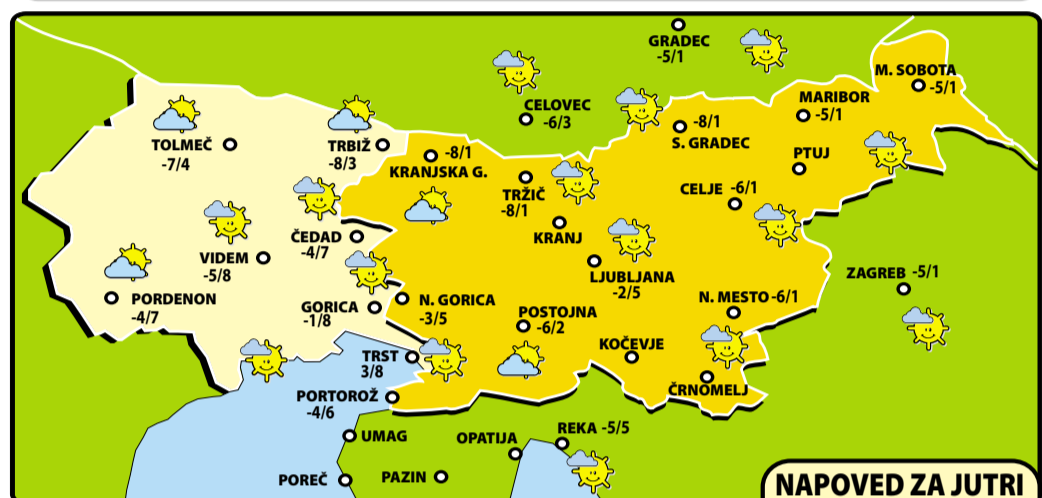 GRADEC
-5/1
M. SOBOTA
-5/1
CELOVEC
-6/3
MARIBOR
-5/1
TOLMEČ
-7/4
TRBIŽ
-8/3
-8/1
KRANJSKA G.
-8/1
S. GRADEC
PTUJ
TRŽIČ
-8/1
CELJE -6/1
KRANJ
ČEDAD
-4/7
VIDEM
-5/8
LJUBLJANA
-2/5
ZAGREB -5/1
PORDENON
-4/7
GORICA
-1/8
N. GORICA
-3/5
POSTOJNA
-6/2
N. MESTO -6/1
KOČEVJE
TRST
3/8
ČRNOMELJ
PORTOROŽ
-4/6
UMAG
OPATIJA
REKA -5/5
POREČ
PAZIN
NAPOVED ZA JUTRI